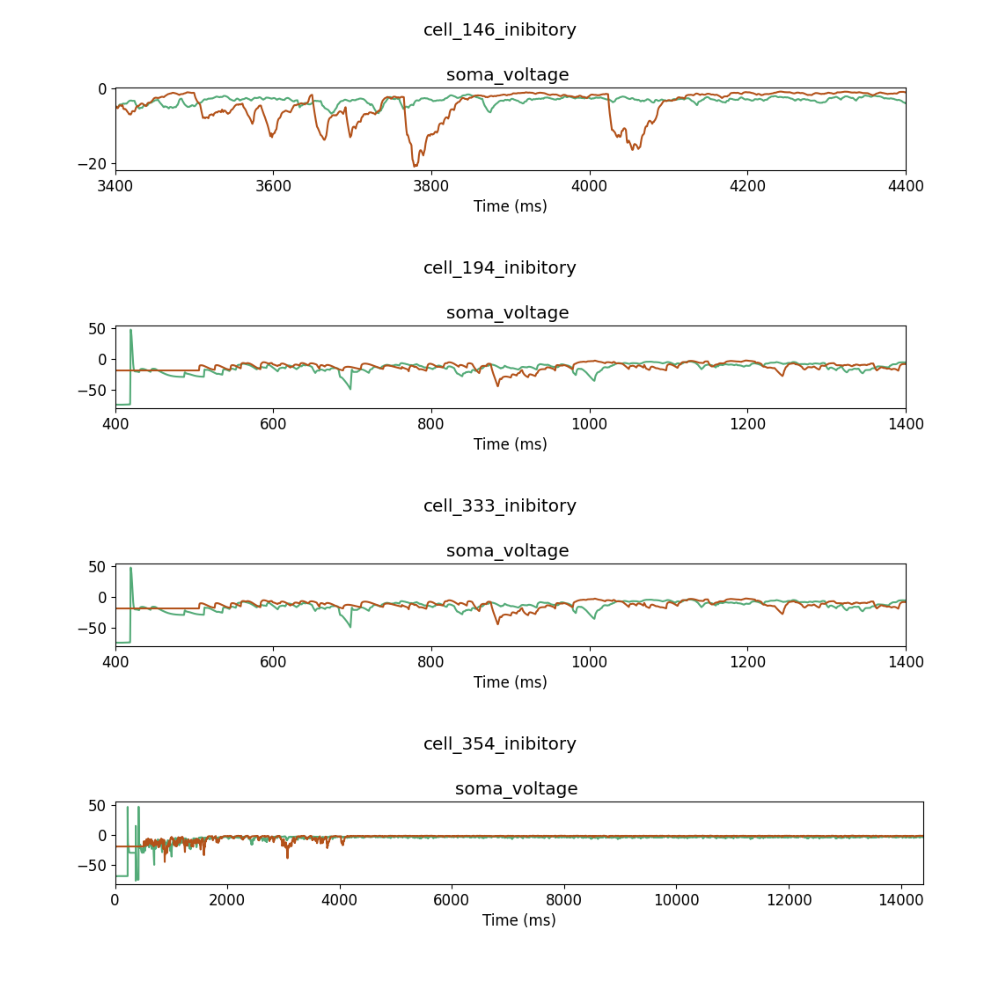 cell_146_inibitory
soma_voltage
0
−20
3400 3600 3800 4000 4200 4400
Time (ms)
cell_194_inibitory
soma_voltage
50
0
−50
400 600 800 1000 1200 1400
Time (ms)
cell_333_inibitory
soma_voltage
50
0
−50
400 600 800 1000 1200 1400
Time (ms)
cell_354_inibitory
soma_voltage
50
0
−50
0 2000 4000 6000 8000 10000 12000 14000
Time (ms)